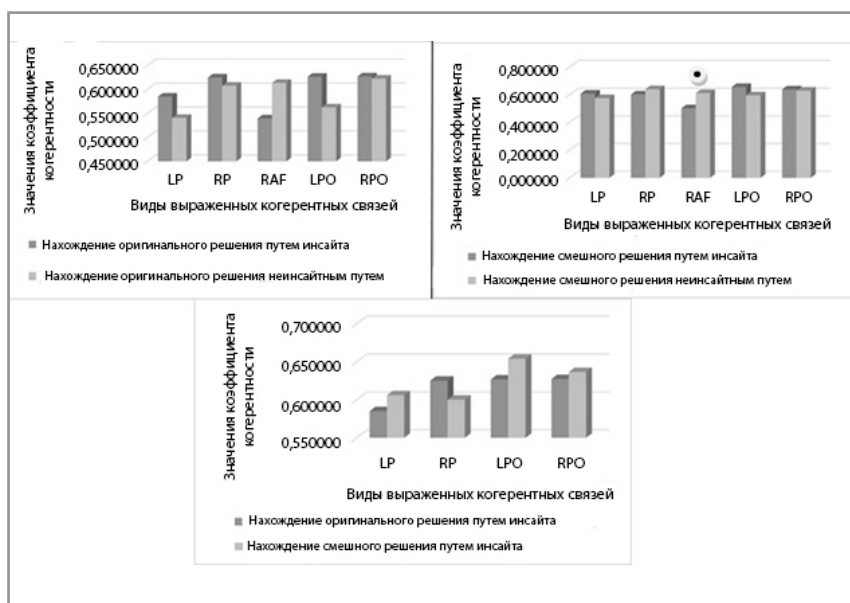 Значения коэффициента
когерентности
0,650000
0,600000
0,550000
0,500000
0,450000
LP RP RAF LPO RPO
Виды выраженных когерентных связей
Нахождение оригинального решения путем инсайта
Нахождение оригинального решения неинсайтным путем
Значения коэффициента
когерентности
0,800000
0,600000
0,400000
0,200000
0,000000
LP RP RAF LPO RPO
Виды выраженных когерентных связей
Нахождение смешного решения путем инсайта
Нахождение смешного решения неинсайтным путем
Значения коэффициента
когерентности
0,700000
0,650000
0,600000
0,550000
LP RP LPO RPO
Виды выраженных когерентных связей
Нахождение оригинального решения путем инсайта
Нахождение смешного решения путем инсайта